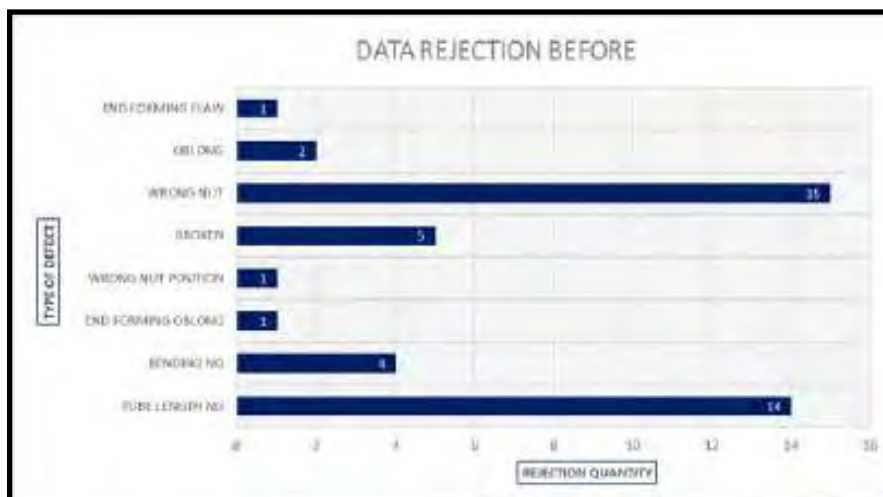 DATA REJECTION BEFORE
END FORMING FLAW 1
OBLONG 2
WRONG NUT 15
BROKEN 5
WRONG NUT POSITION 1
END FORMING OBLONG 1
BENDING NG 4
TUBE LENGTH NG 14
TYPE OF DEFECT
0 2 4 6 8 10 12 14 16
REJECTION QUANTITY